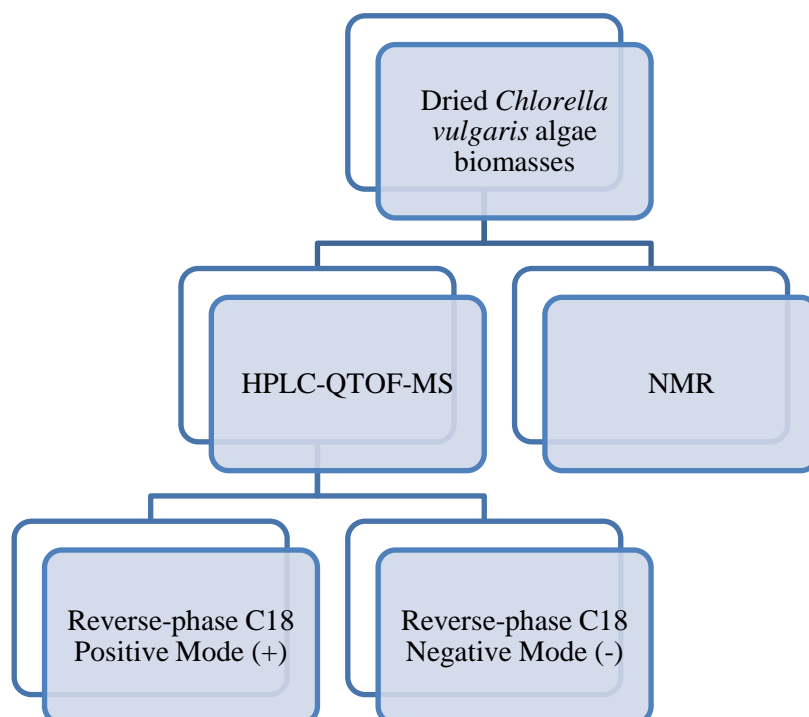 Dried Chlorella
vulgaris algae
biomasses
HPLC-QTOF-MS
NMR
Reverse-phase C18
Positive Mode (+)
Reverse-phase C18
Negative Mode (-)